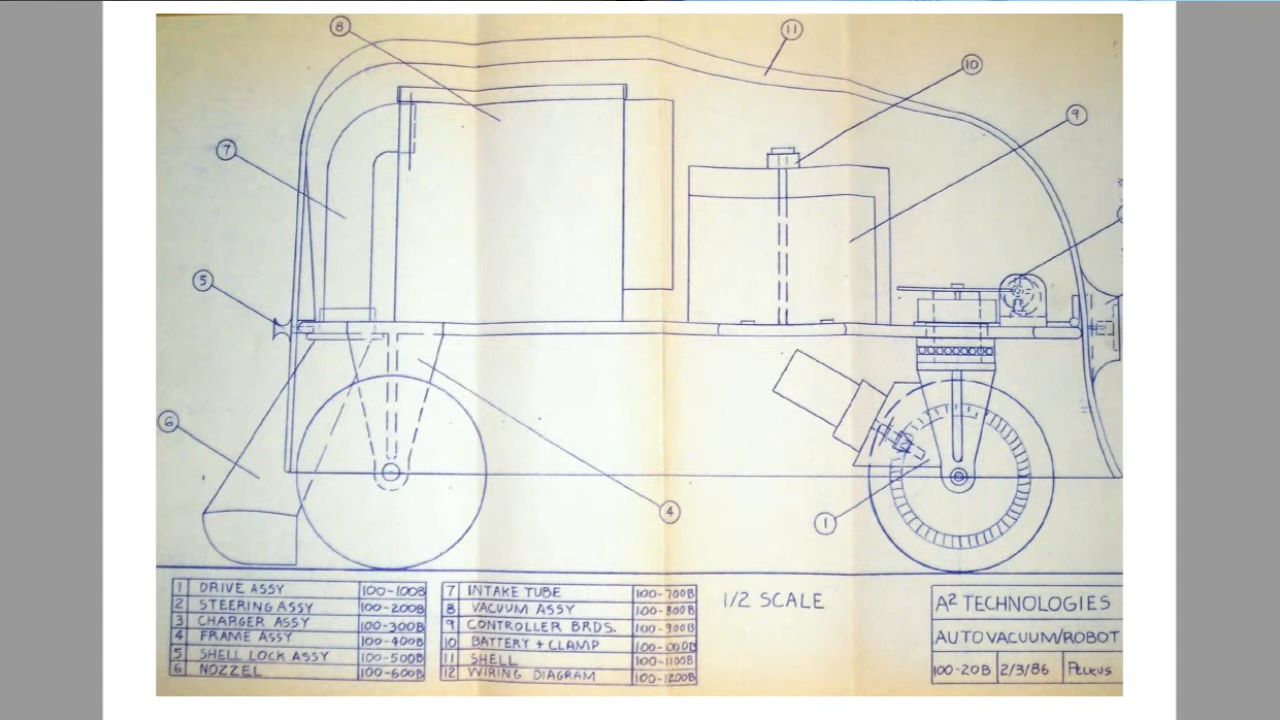 8
11
10
9
7
5
6
4
1
1 DRIVE ASSY 100-100B
2 STEERING ASSY 100-200B
3 CHARGER ASSY 100-300B
4 FRAME ASSY 100-400B
5 SHELL LOCK ASSY 100-500B
6 NOZZEL 100-600B
7 INTAKE TUBE 100-700B
8 VACUUM ASSY 100-800B
9 CONTROLLER BRDS. 100-900B
10 BATTERY + CLAMP 100-000B
11 SHELL 100-1100B
12 WIRING DIAGRAM 100-1200B
1/2 SCALE
A² TECHNOLOGIES
AUTOVACUUM/ROBOT
100-20B 2/3/86 PELKUS